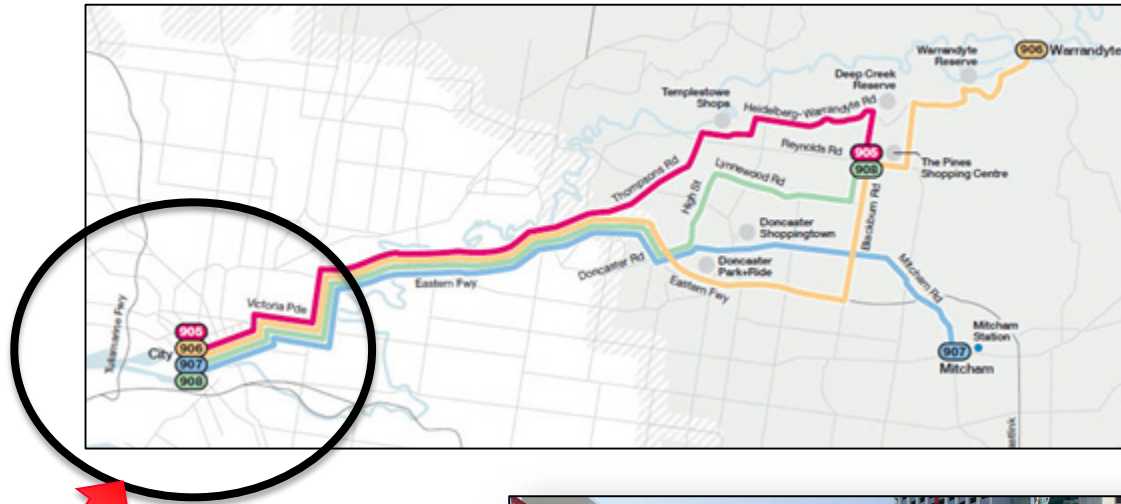 906 Warrandyte
Warrandyte
Reserve
Deep Creek
Reserve
Templestowe
Shops
Heidelberg-Warrandyte Rd
Reynolds Rd
905
908
The Pines
Shopping Centre
Thompsons Rd
High St
Lynnewood Rd
Blackburn Rd
Doncaster
Shoppingtown
Doncaster Rd
Doncaster
Park+Ride
Eastern Fwy
Eastern Fwy
Mitcham Rd
Mitcham
Station
907
Mitcham
Victoria Pde
Tullamarine Fwy
City
905
906
907
908